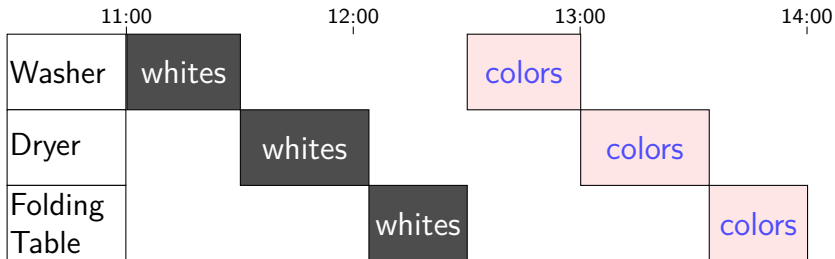 11:00 12:00 13:00 14:00
Washer whites colors
Dryer whites colors
Folding
Table whites colors